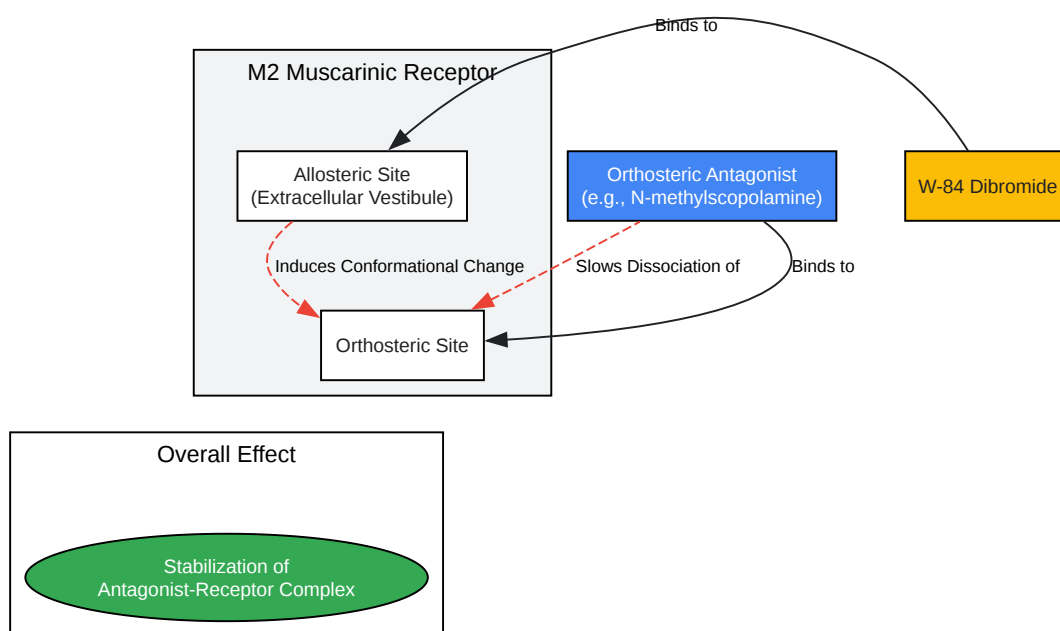 Binds to
M2 Muscarinic Receptor
Allosteric Site
(Extracellular Vestibule)
Orthosteric Antagonist
(e.g., N-methylscopolamine)
W-84 Dibromide
Induces Conformational Change
Slows Dissociation of
Binds to
Orthosteric Site
Overall Effect
Stabilization of
Antagonist-Receptor Complex